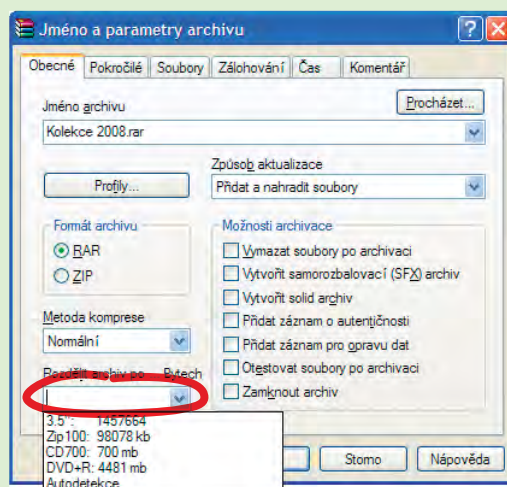 Jméno a parametry archivu
Obecné Pokročilé Soubory Zálohování Čas Komentář
Jméno archivu
Procházet...
Kolekce 2008.rar
Způsob aktualizace
Profily...
Přidat a nahradit soubory
Formát archivu
RAR
ZIP
Možnosti archivace
Vymazat soubory po archivaci
Vytvořit samorozbalovací (SFX) archiv
Vytvořit solid archiv
Přidat záznam o autentičnosti
Přidat záznam pro opravu dat
Otestovat soubory po archivaci
Zamknout archiv
Metoda komprese
Normální
Rozdělit archiv po Bytech
3.5": 1457664
Zip100: 98078 kb
CD700: 700 mb
DVD+R: 4481 mb
Autodetekce
Storno Nápověda